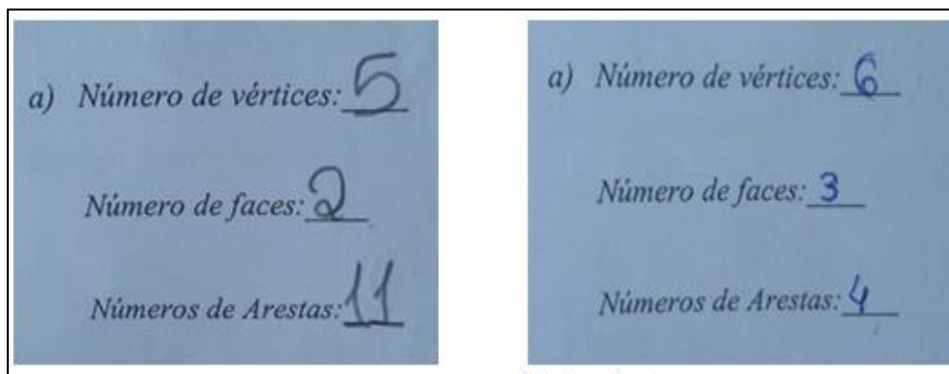 a) Número de vértices: 5
Número de faces: 2
Números de Arestas: 11
a) Número de vértices: 6
Número de faces: 3
Números de Arestas: 4